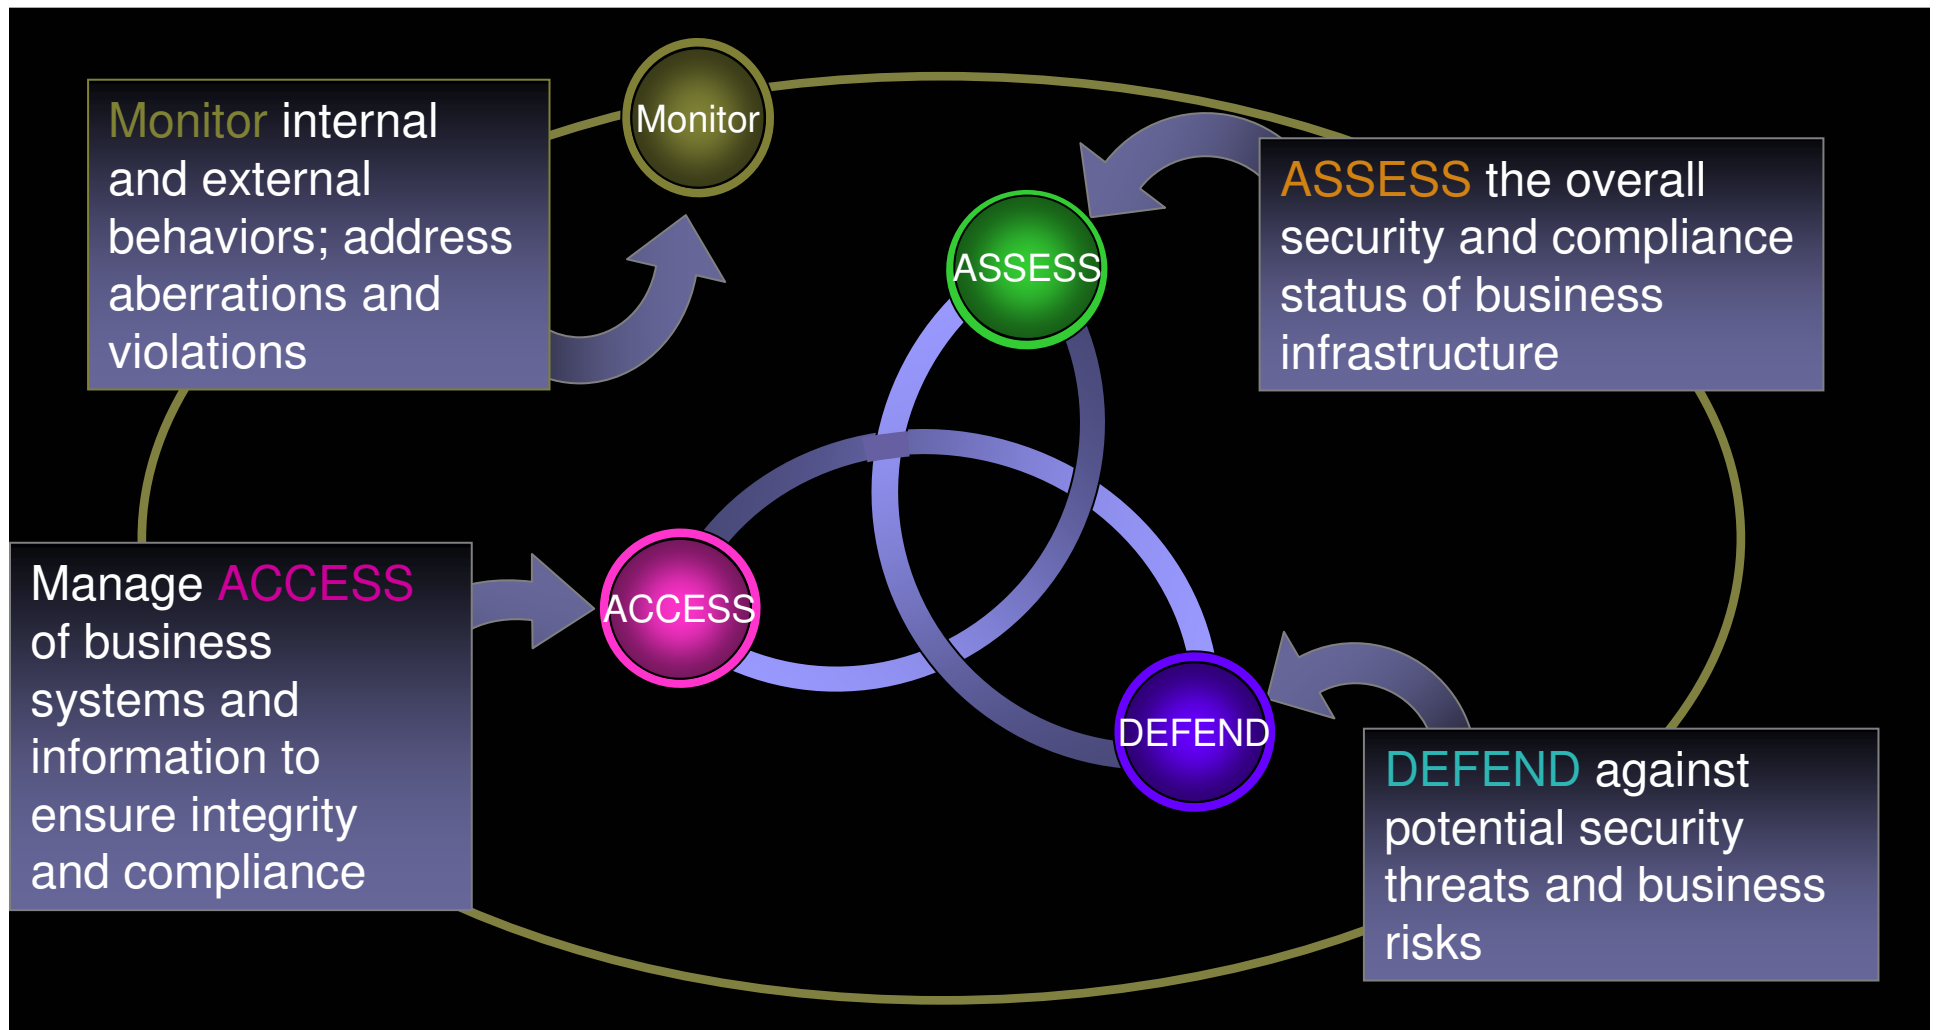 Monitor internal
and external
behaviors; address
aberrations and
violations
Monitor
ASSESS
ASSESS the overall
security and compliance
status of business
infrastructure
Manage ACCESS
of business
systems and
information to
ensure integrity
and compliance
ACCESS
DEFEND
DEFEND against
potential security
threats and business
risks